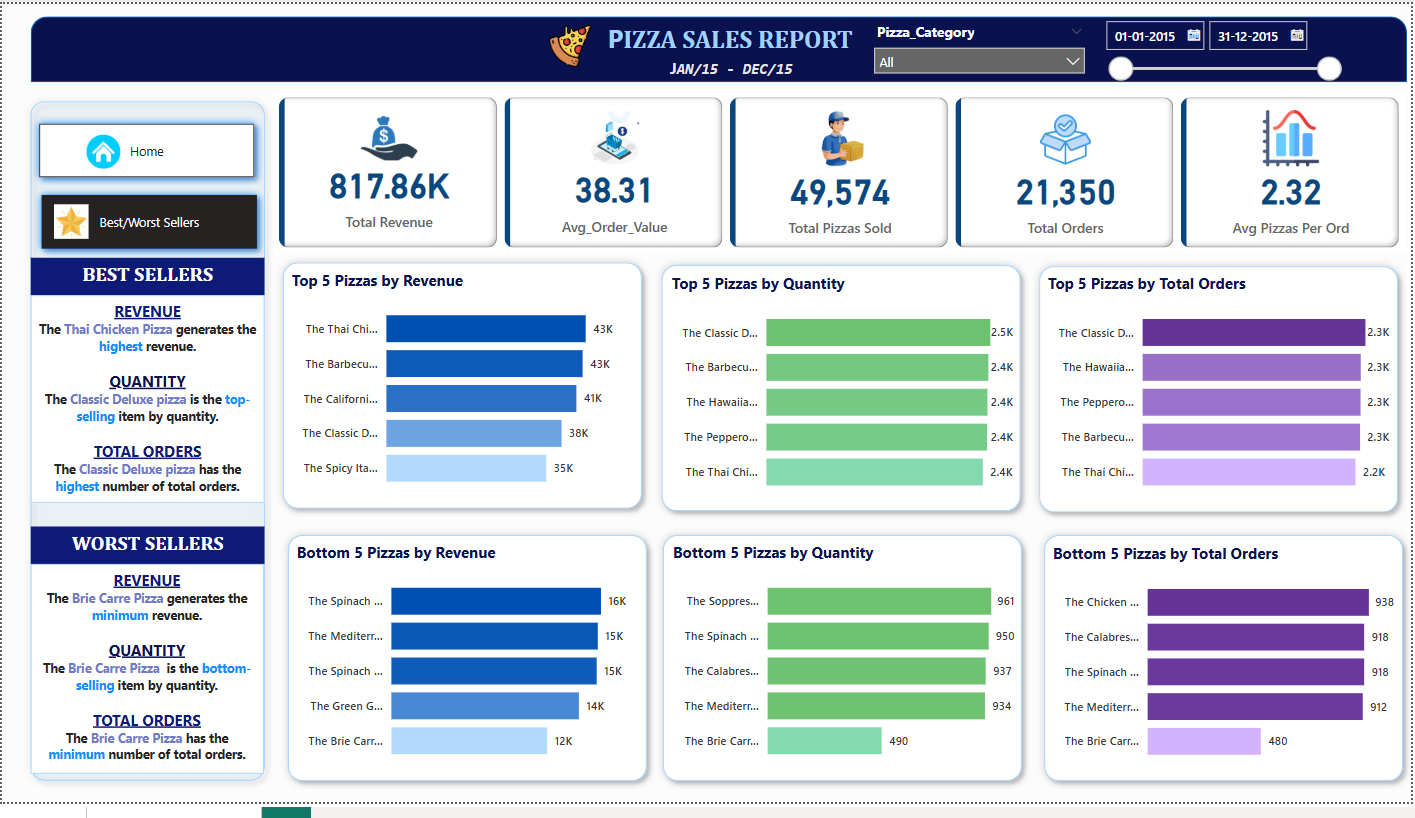 PIZZA SALES REPORT
JAN/15 - DEC/15
Pizza_Category
All
01-01-2015
31-12-2015
Home
Best/Worst Sellers
817.86K
Total Revenue
38.31
Avg_Order_Value
49,574
Total Pizzas Sold
21,350
Total Orders
2.32
Avg Pizzas Per Ord
BEST SELLERS
REVENUE
The Thai Chicken Pizza generates the
highest revenue.
QUANTITY
The Classic Deluxe pizza is the top-
selling item by quantity.
TOTAL ORDERS
The Classic Deluxe pizza has the
highest number of total orders.
WORST SELLERS
REVENUE
The Brie Carre Pizza generates the
minimum revenue.
QUANTITY
The Brie Carre Pizza is the bottom-
selling item by quantity.
TOTAL ORDERS
The Brie Carre Pizza has the
minimum number of total orders.
Top 5 Pizzas by Revenue
The Thai Chi... 43K
The Barbecu... 43K
The Californi... 41K
The Classic D... 38K
The Spicy Ita... 35K
Top 5 Pizzas by Quantity
The Classic D... 2.5K
The Barbecu... 2.4K
The Hawaiia... 2.4K
The Peppero... 2.4K
The Thai Chi... 2.4K
Top 5 Pizzas by Total Orders
The Classic D... 2.3K
The Hawaiia... 2.3K
The Peppero... 2.3K
The Barbecu... 2.3K
The Thai Chi... 2.2K
Bottom 5 Pizzas by Revenue
The Spinach ... 16K
The Mediterr... 15K
The Spinach ... 15K
The Green G... 14K
The Brie Carr... 12K
Bottom 5 Pizzas by Quantity
The Soppres... 961
The Spinach ... 950
The Calabres... 937
The Mediterr... 934
The Brie Carr... 490
Bottom 5 Pizzas by Total Orders
The Chicken ... 938
The Calabres... 918
The Spinach ... 918
The Mediterr... 912
The Brie Carr... 480